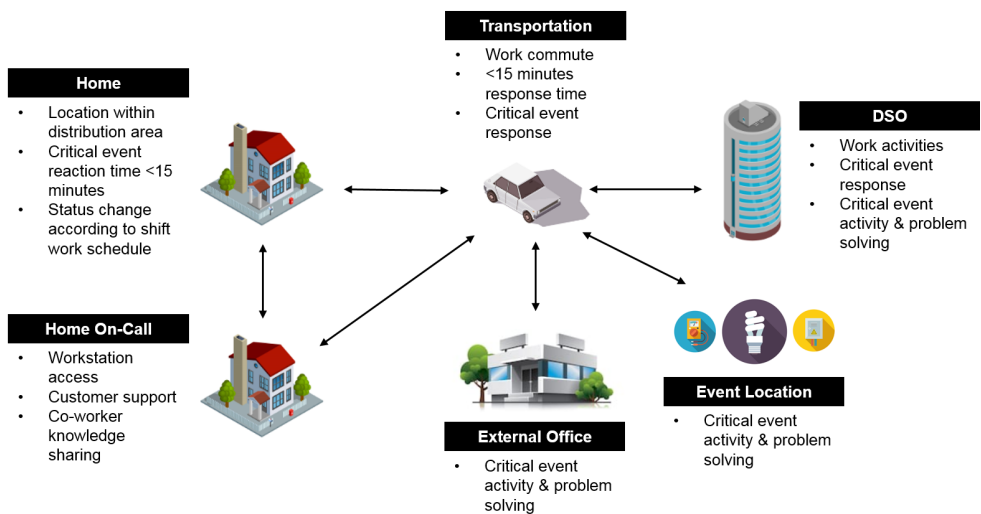 Transportation
• Work commute
• <15 minutes
response time
• Critical event
response
Home
• Location within
distribution area
• Critical event
reaction time <15
minutes
• Status change
according to shift
work schedule
DSO
• Work activities
• Critical event
response
• Critical event
activity & problem
solving
Home On-Call
• Workstation
access
• Customer support
• Co-worker
knowledge
sharing
External Office
• Critical event
activity & problem
solving
Event Location
• Critical event
activity & problem
solving